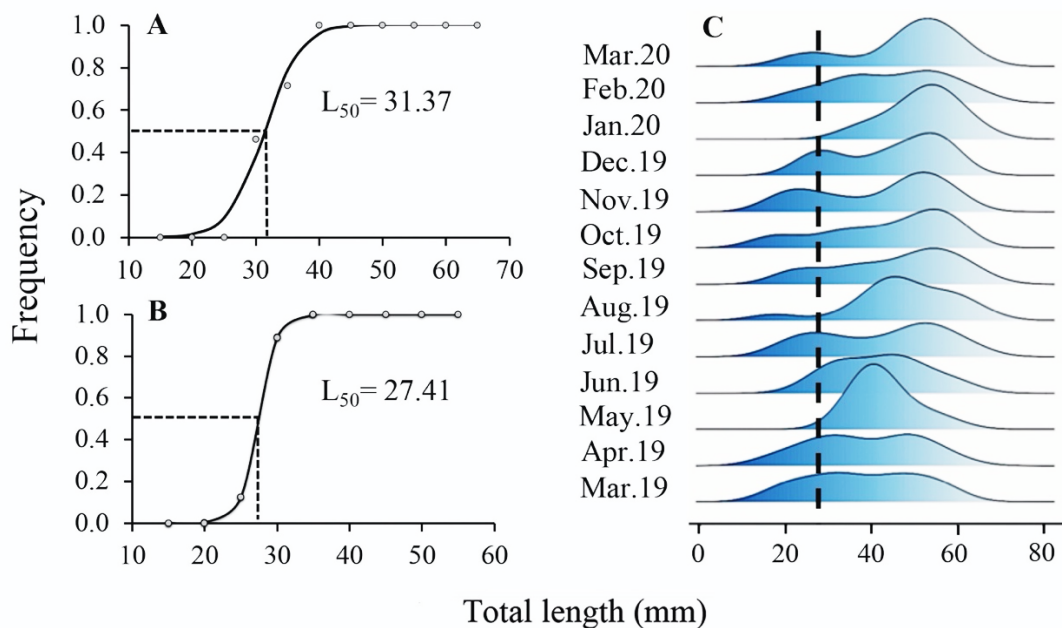 A
1.0
0.8
0.6
0.4
0.2
0.0
L50= 31.37
10 20 30 40 50 60 70
B
1.0
0.8
0.6
0.4
0.2
0.0
L50= 27.41
10 20 30 40 50 60
Frequency
C
Mar.20
Feb.20
Jan.20
Dec.19
Nov.19
Oct.19
Sep.19
Aug.19
Jul.19
Jun.19
May.19
Apr.19
Mar.19
0 20 40 60 80
Total length (mm)